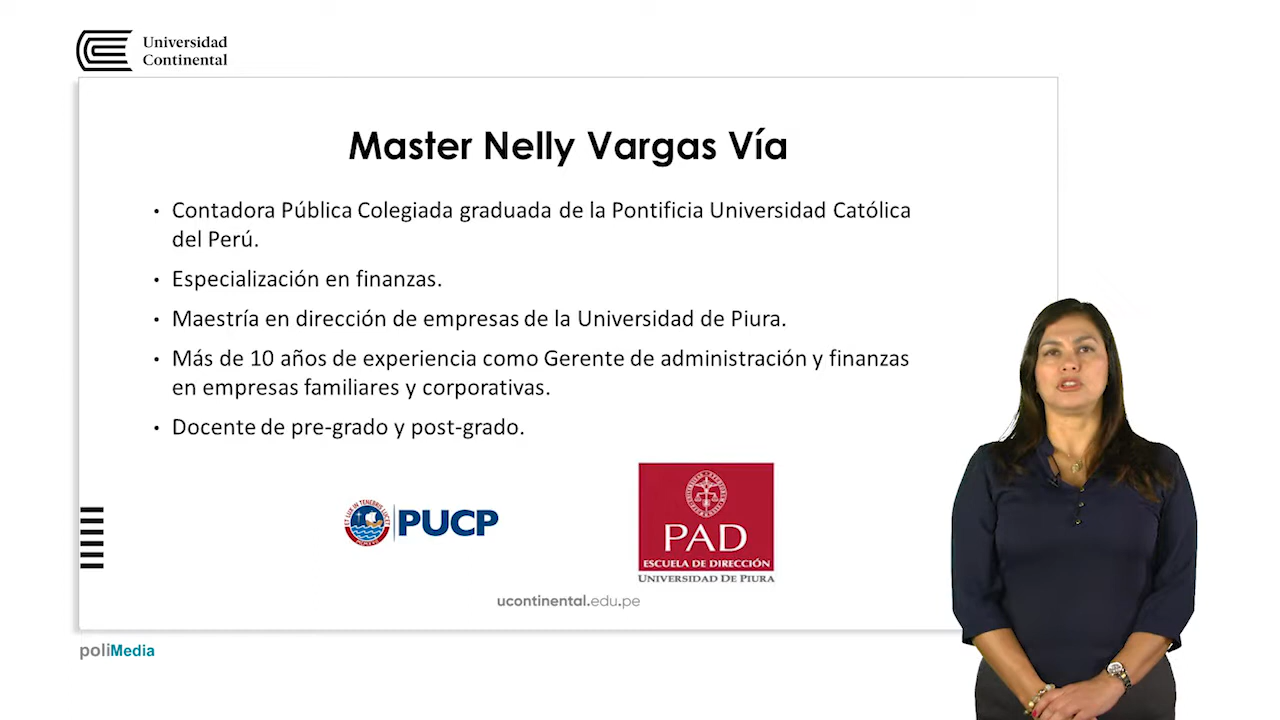 Universidad
Continental
Master Nelly Vargas Vía
• Contadora Pública Colegiada graduada de la Pontificia Universidad Católica
del Perú.
• Especialización en finanzas.
• Maestría en dirección de empresas de la Universidad de Piura.
• Más de 10 años de experiencia como Gerente de administración y finanzas
en empresas familiares y corporativas.
• Docente de pre-grado y post-grado.
PUCP
PAD
ESCUELA DE DIRECCIÓN
UNIVERSIDAD DE PIURA
ucontinental.edu.pe
poliMedia